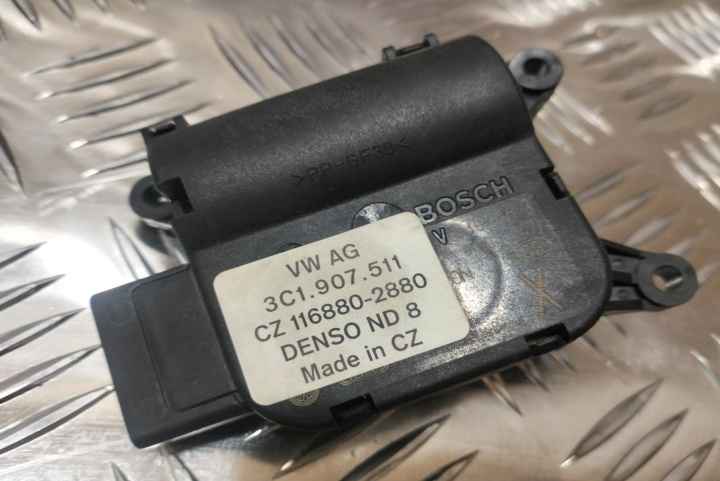 >PP-GF30<
BOSCH
V
VW AG
3C1.907.511
CZ 116880-2880
DENSO ND 8
Made in CZ